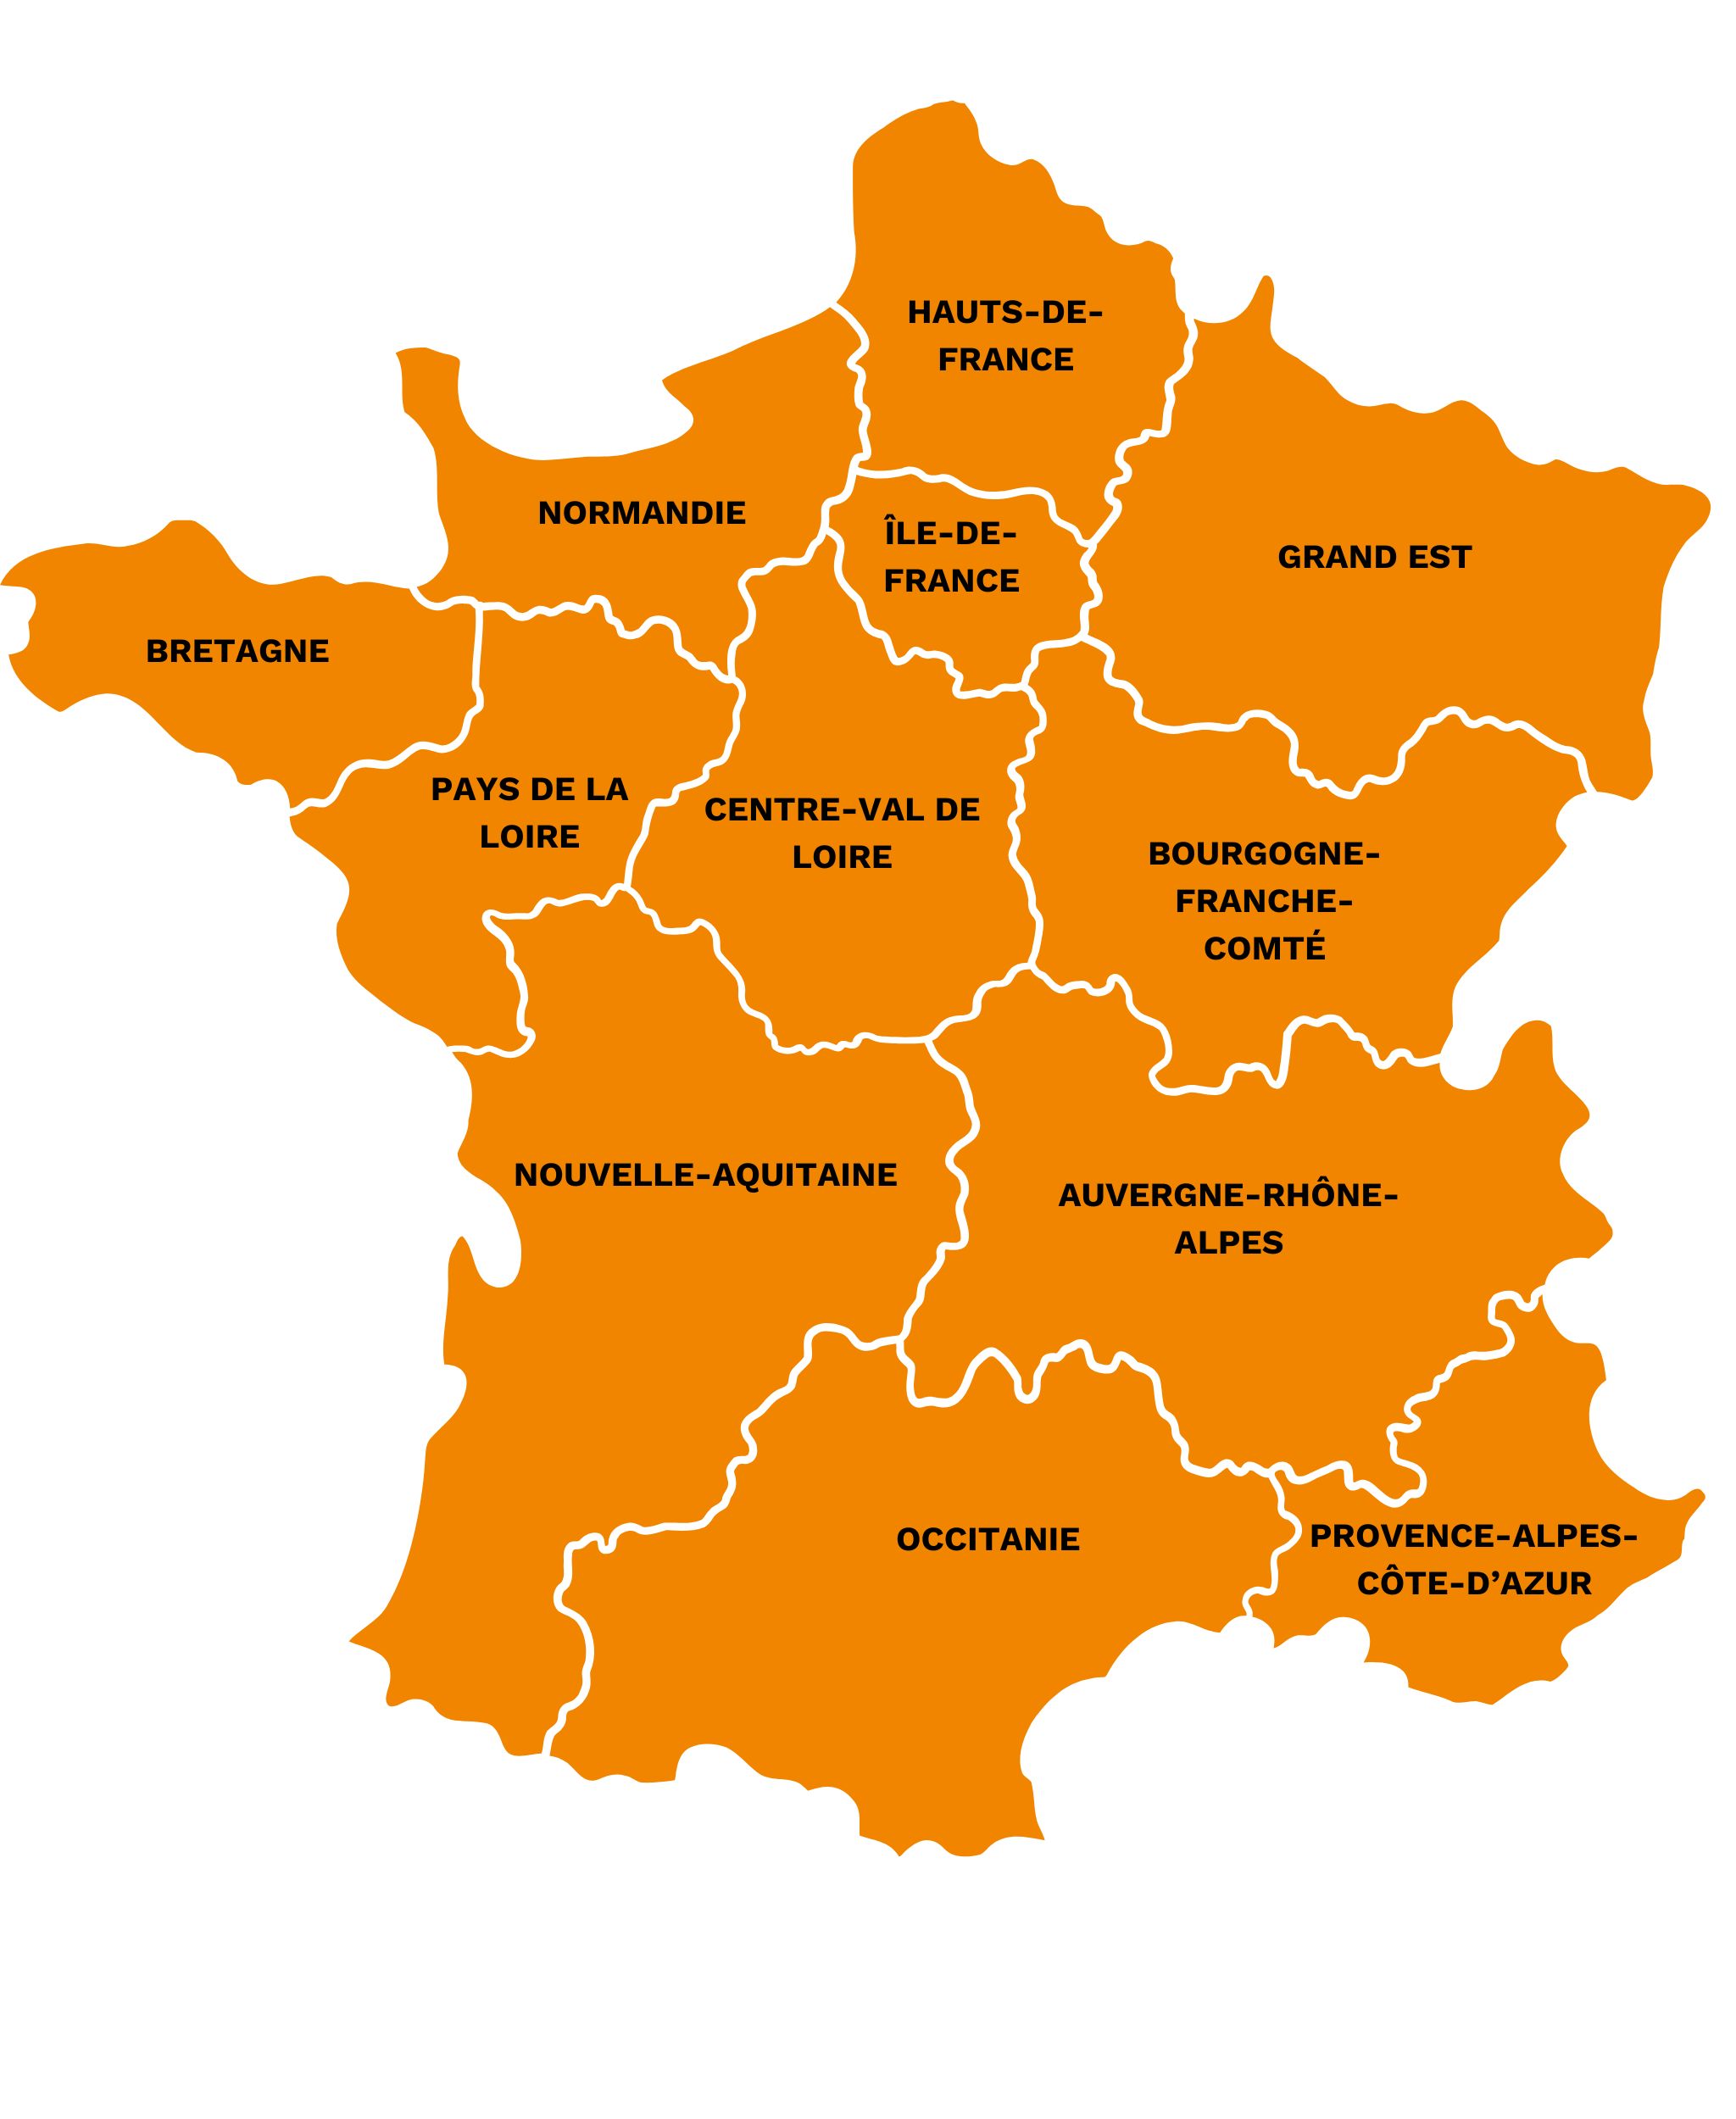 HAUTS-DE-
FRANCE
NORMANDIE
ÎLE-DE-
FRANCE
GRAND EST
BRETAGNE
PAYS DE LA
LOIRE
CENTRE-VAL DE
LOIRE
BOURGOGNE-
FRANCHE-
COMTÉ
NOUVELLE-AQUITAINE
AUVERGNE-RHÔNE-
ALPES
OCCITANIE
PROVENCE-ALPES-
CÔTE-D’AZUR